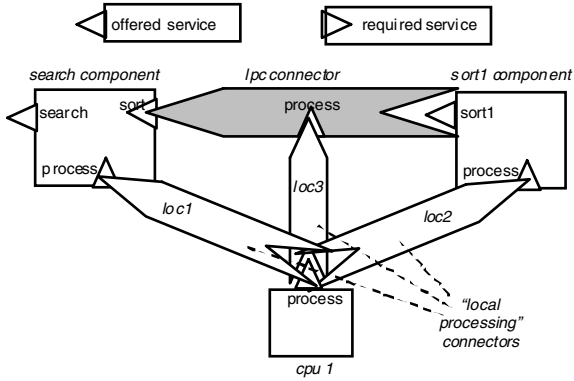 offered service
required service
search component
lpc connector
sort1 component
search
sort
process
sort1
process
process
loc1
loc3
loc2
process
"local
processing"
connectors
cpu 1